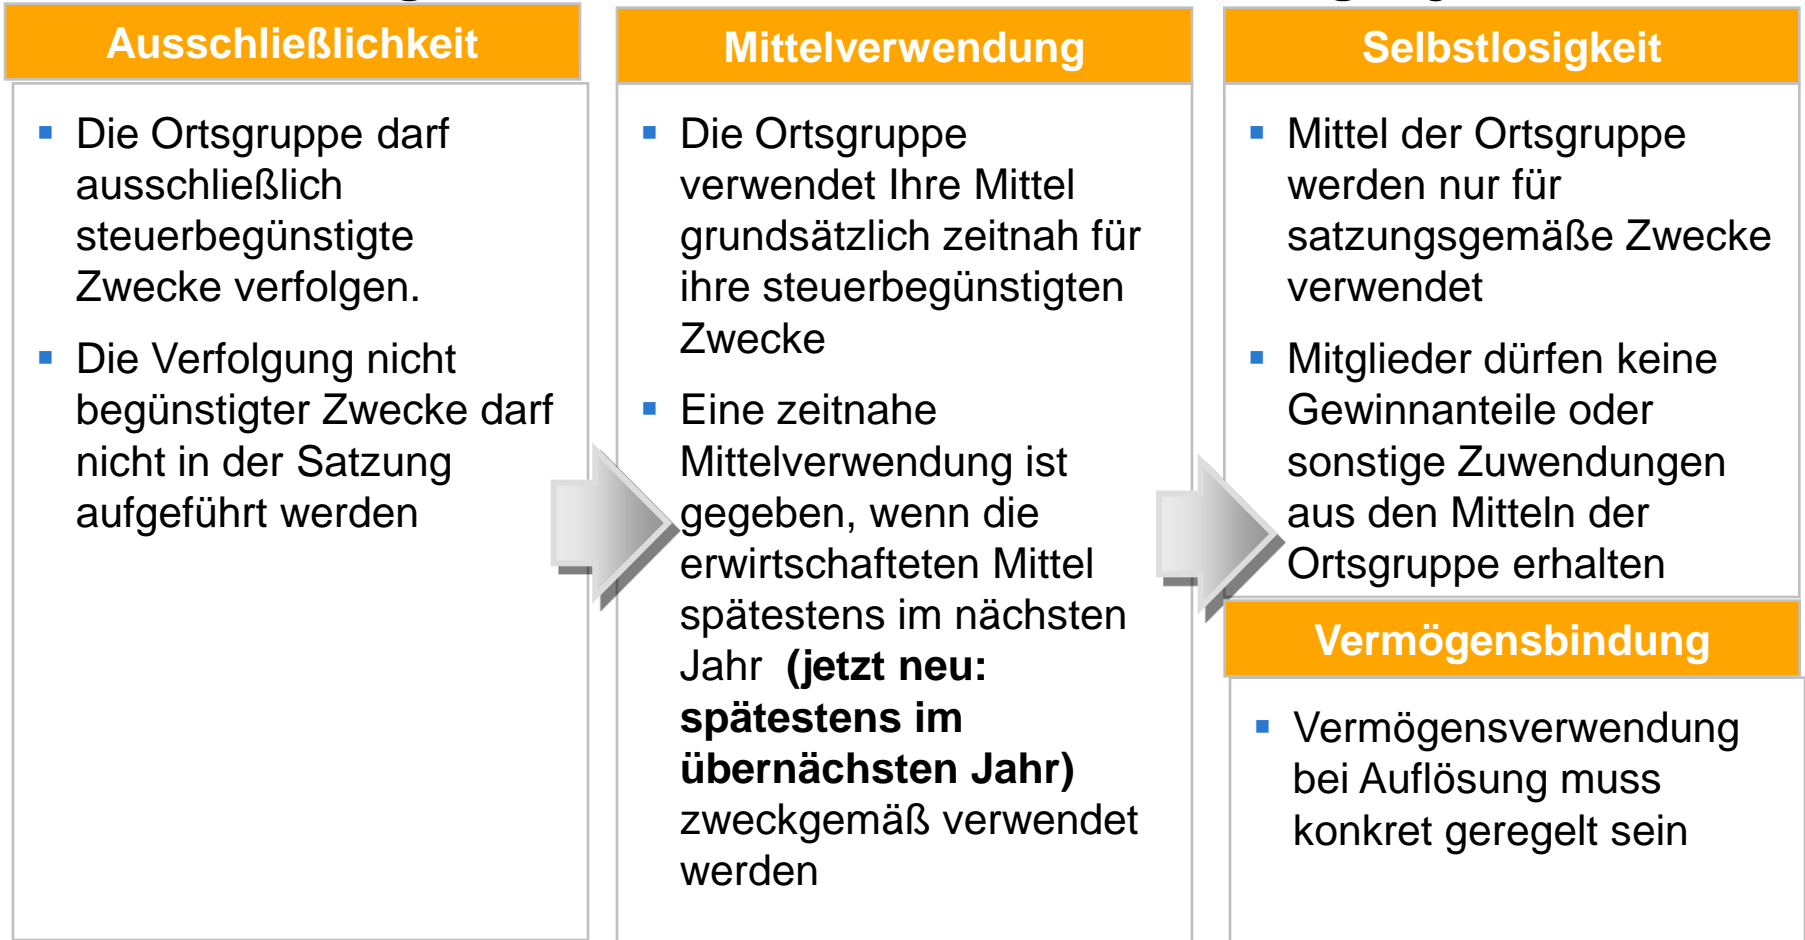 Ausschließlichkeit
Die Ortsgruppe darf
ausschließlich
steuerbegünstigte
Zwecke verfolgen.
Die Verfolgung nicht
begünstigter Zwecke darf
nicht in der Satzung
aufgeführt werden
Mittelverwendung
Die Ortsgruppe
verwendet Ihre Mittel
grundsätzlich zeitnah für
ihre steuerbegünstigten
Zwecke
Eine zeitnahe
Mittelverwendung ist
gegeben, wenn die
erwirtschafteten Mittel
spätestens im nächsten
Jahr (jetzt neu:
spätestens im
übernächsten Jahr)
zweckgemäß verwendet
werden
Selbstlosigkeit
Mittel der Ortsgruppe
werden nur für
satzungsgemäße Zwecke
verwendet
Mitglieder dürfen keine
Gewinnanteile oder
sonstige Zuwendungen
aus den Mitteln der
Ortsgruppe erhalten
Vermögensbindung
Vermögensverwendung
bei Auflösung muss
konkret geregelt sein